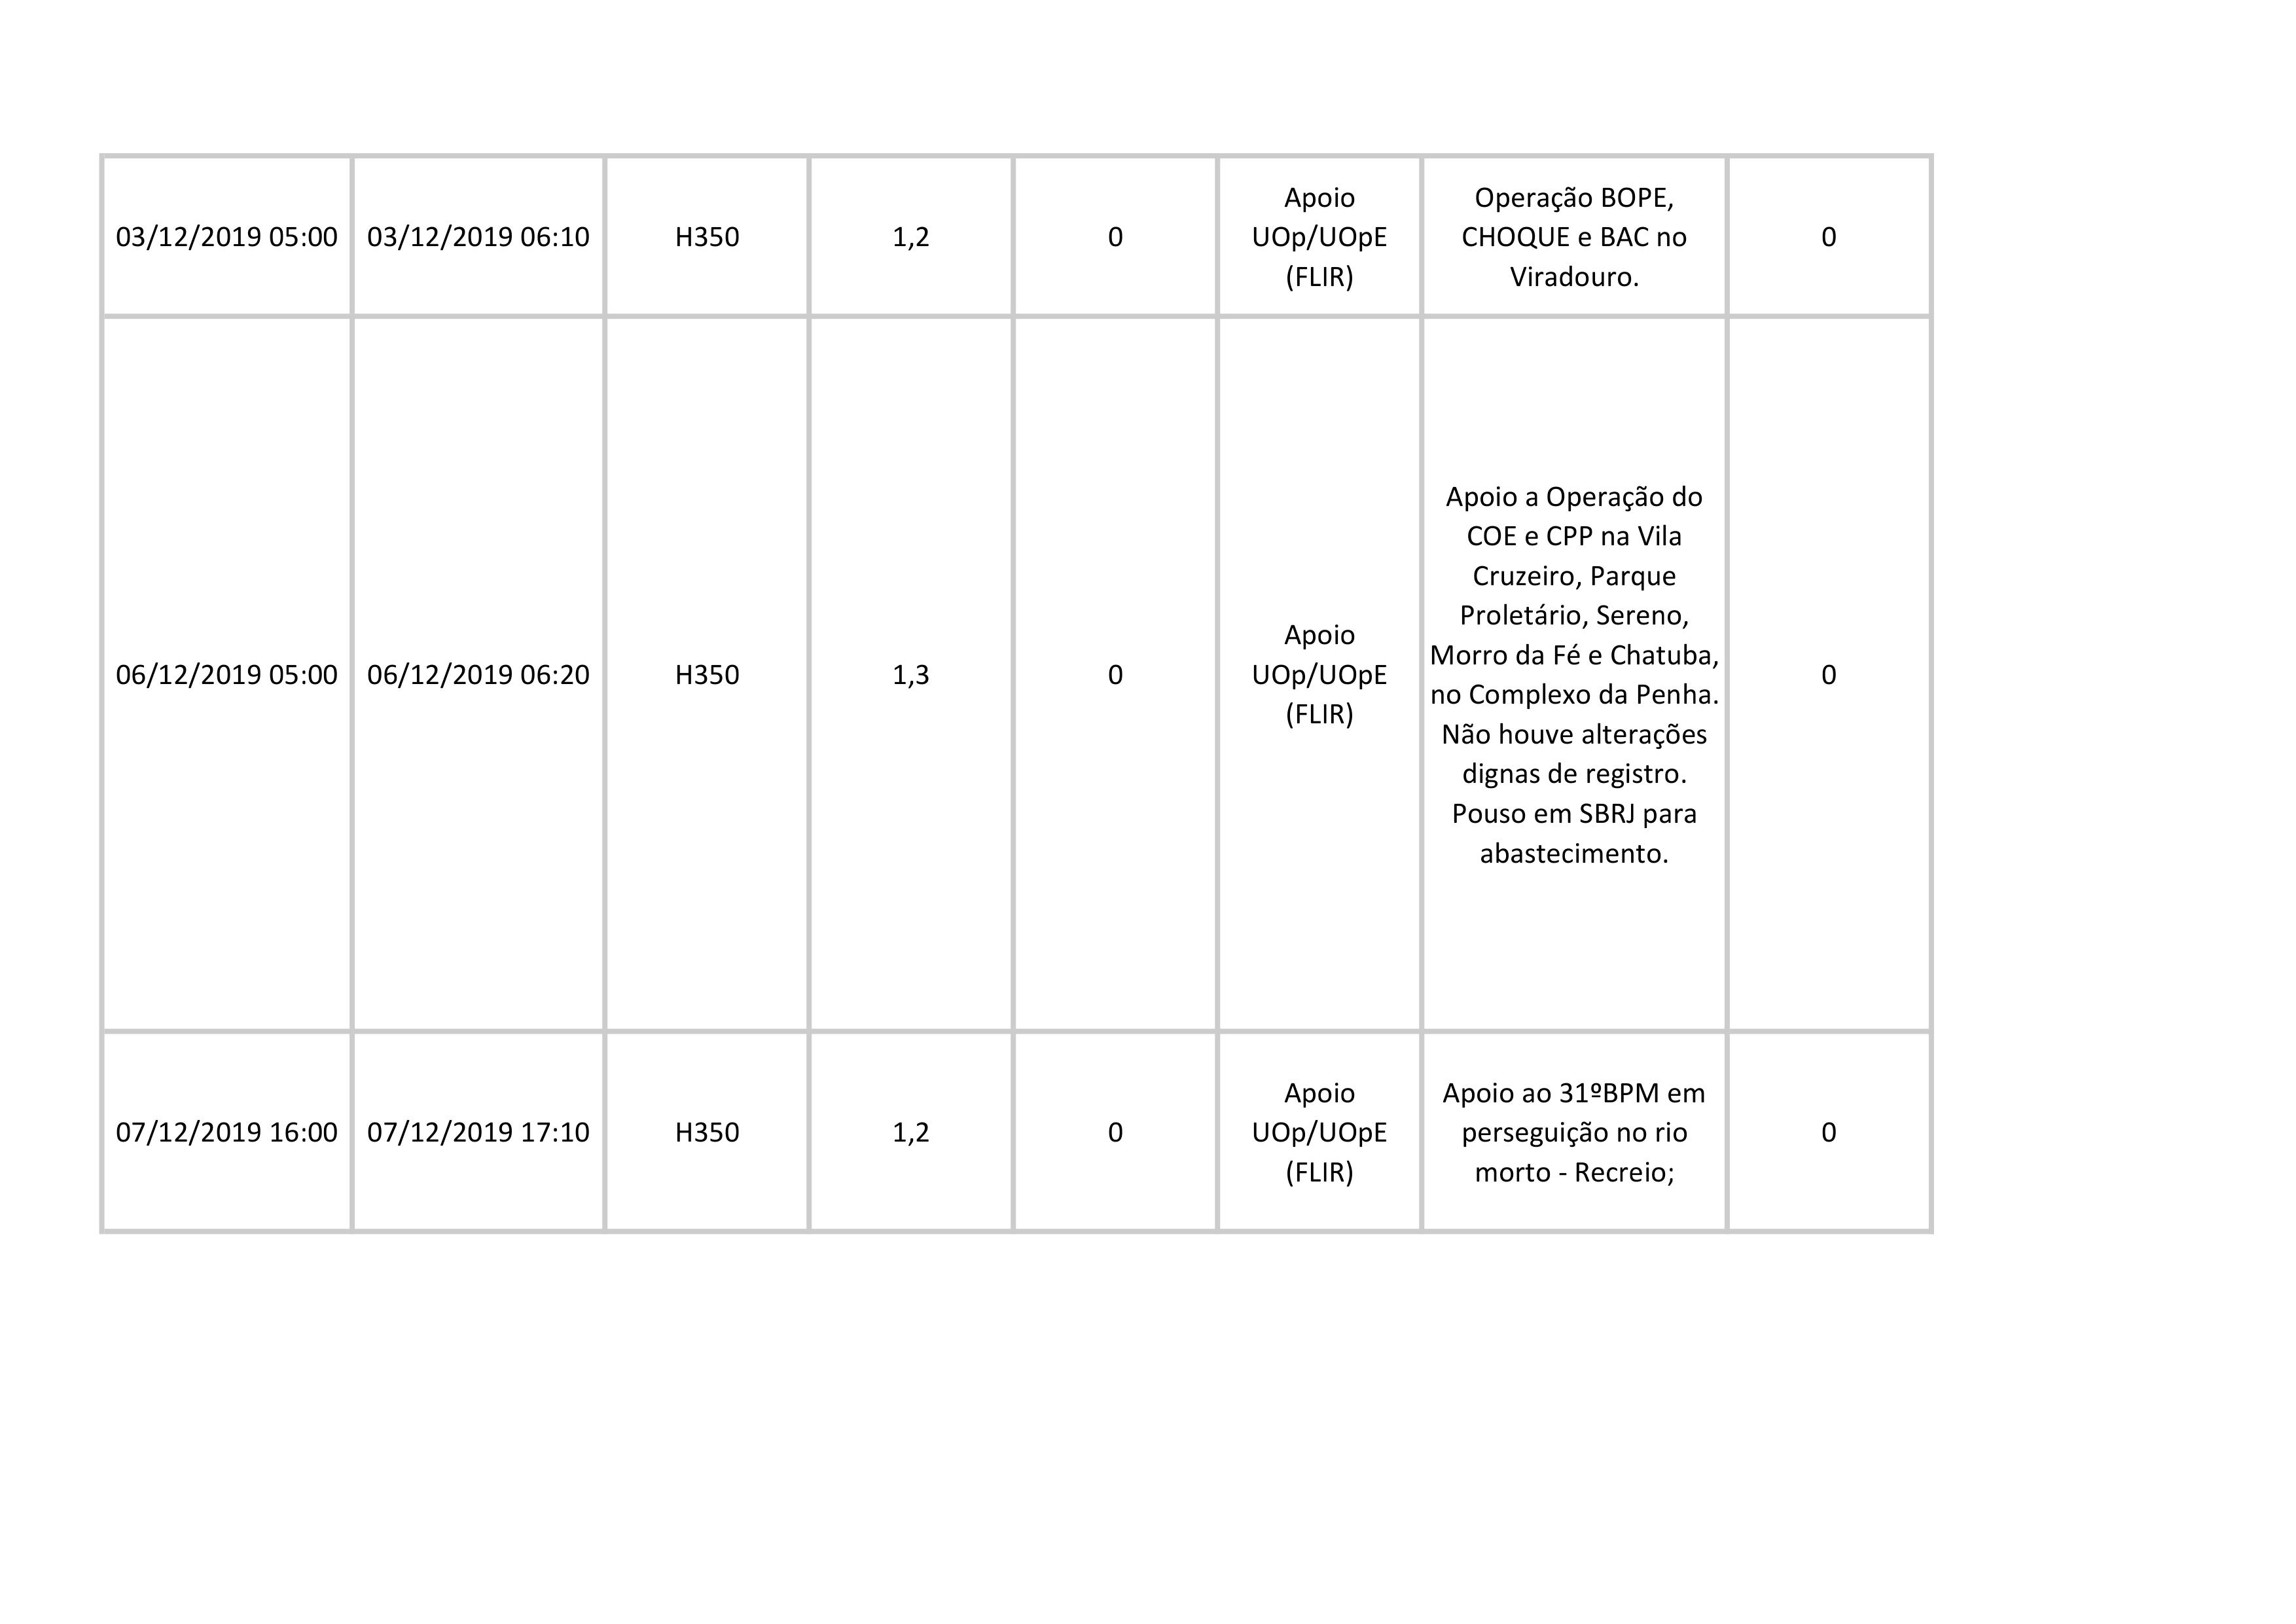 03/12/2019 05:00 03/12/2019 06:10 H350 1,2 0 Apoio UOp/UOpE (FLIR) Operação BOPE, CHOQUE e BAC no Viradouro. 0
06/12/2019 05:00 06/12/2019 06:20 H350 1,3 0 Apoio UOp/UOpE (FLIR) Apoio a Operação do COE e CPP na Vila Cruzeiro, Parque Proletário, Sereno, Morro da Fé e Chatuba, no Complexo da Penha. Não houve alterações dignas de registro. Pouso em SBRJ para abastecimento. 0
07/12/2019 16:00 07/12/2019 17:10 H350 1,2 0 Apoio UOp/UOpE (FLIR) Apoio ao 31ºBPM em perseguição no rio morto - Recreio; 0